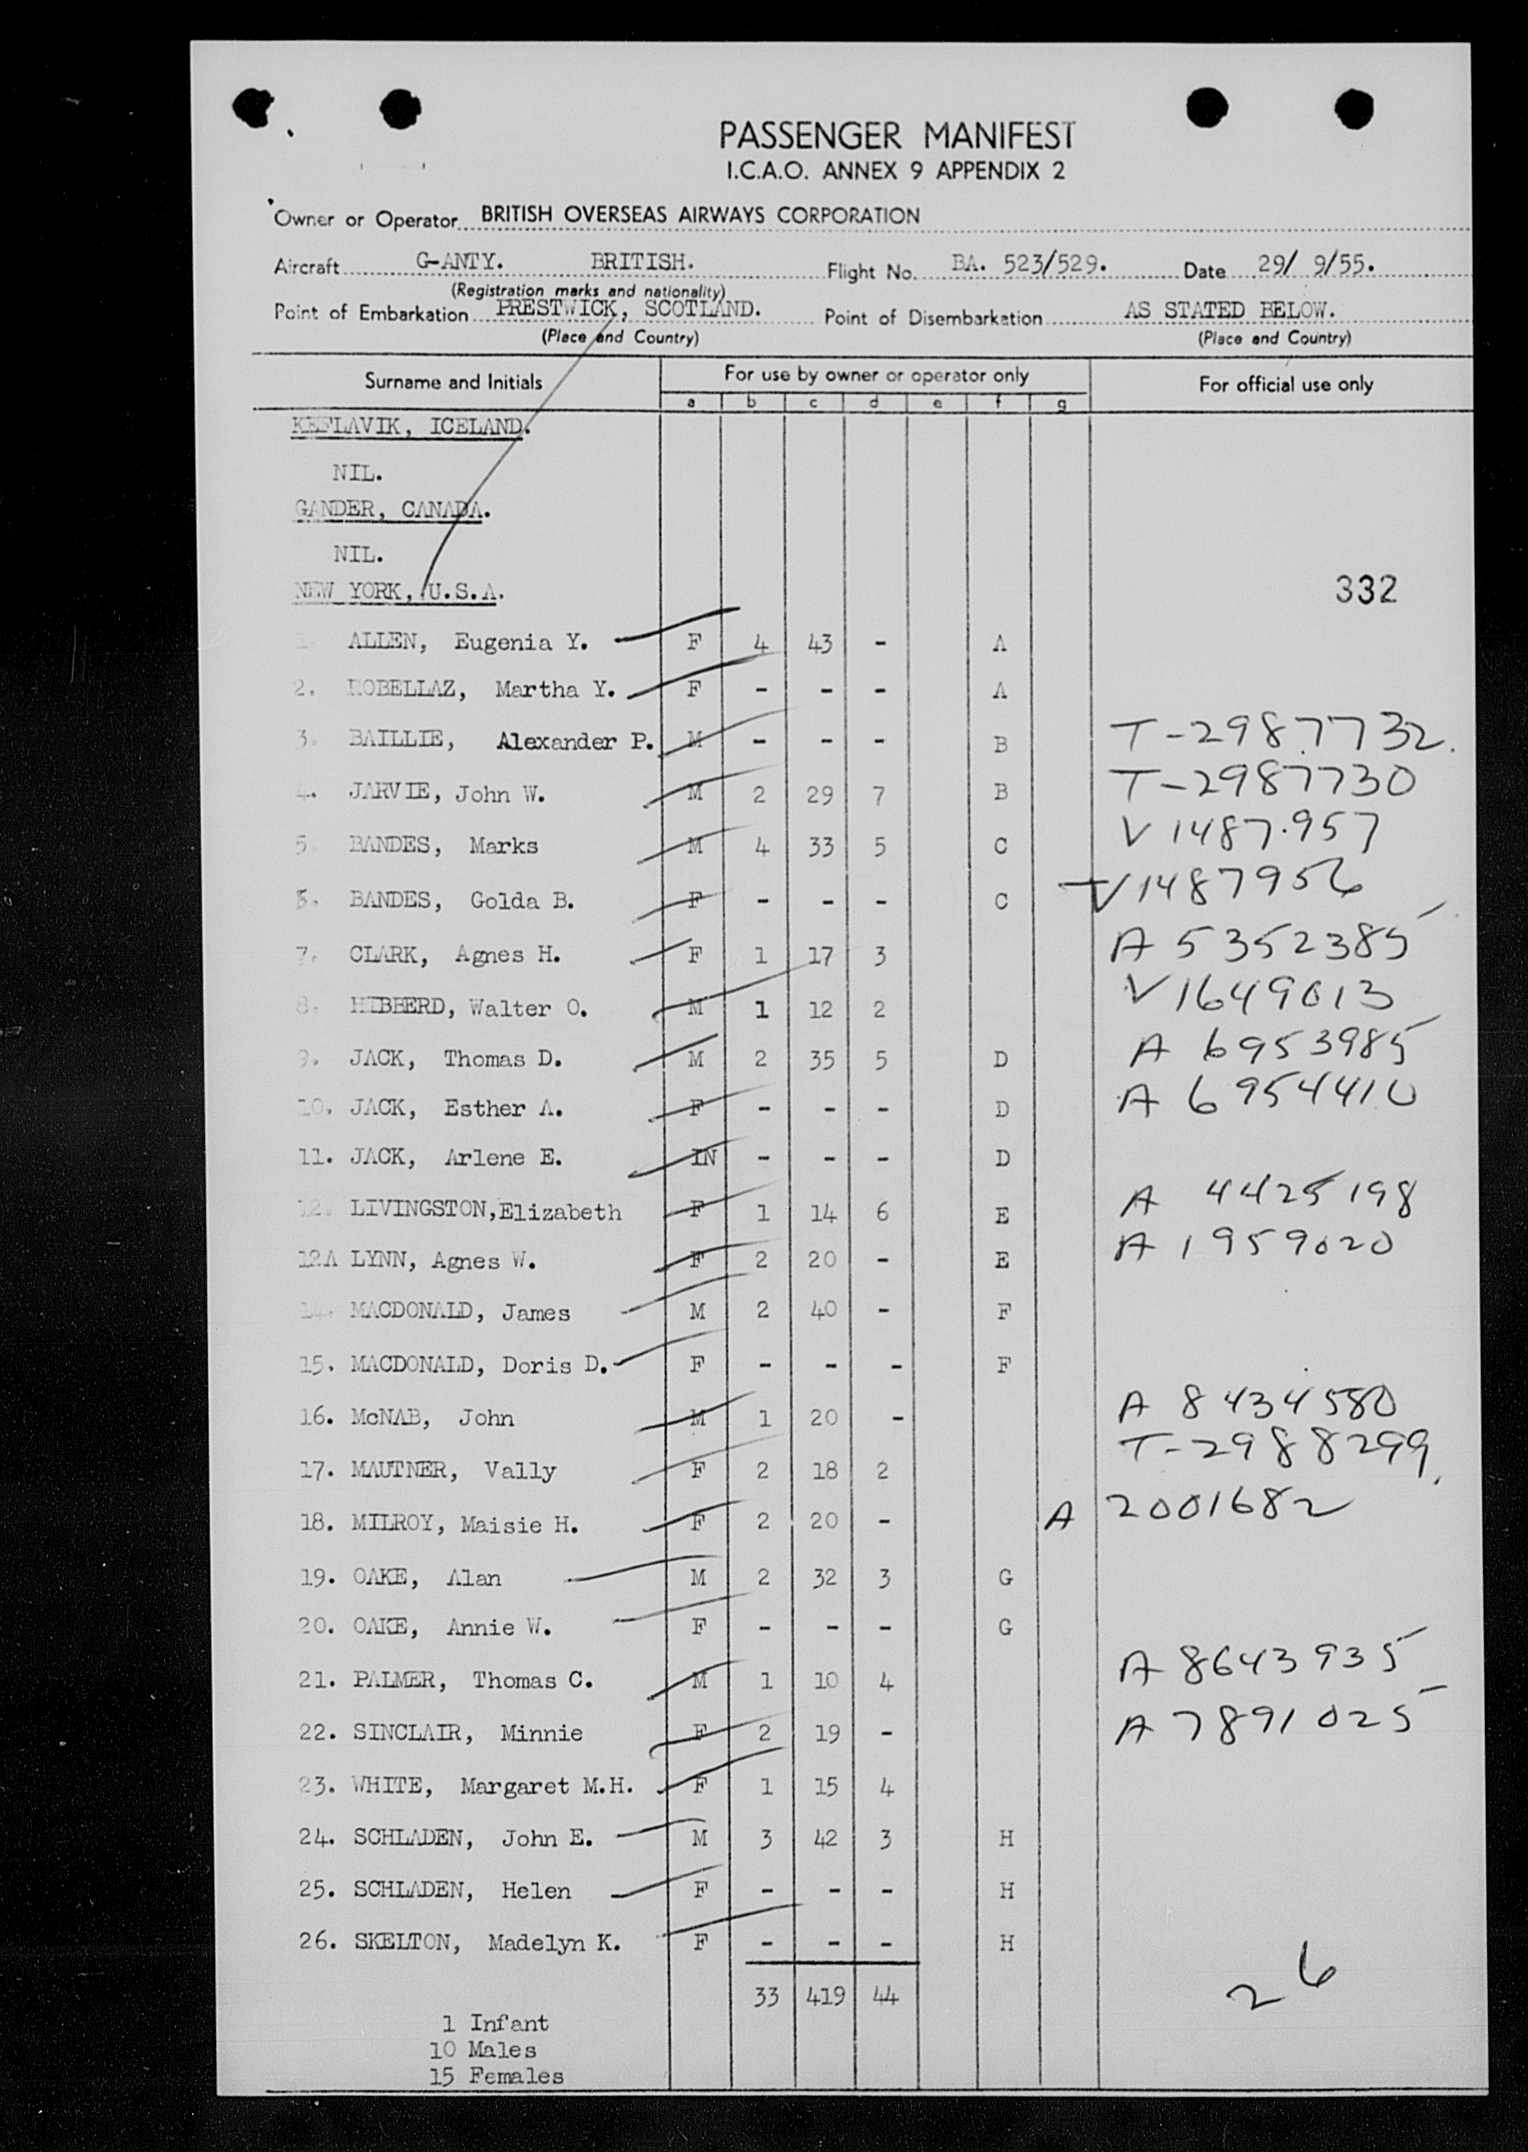 PASSENGER MANIFEST
I.C.A.O. ANNEX 9 APPENDIX 2
Owner or Operator BRITISH OVERSEAS AIRWAYS CORPORATION
Aircraft G-ANTY. BRITISH. Flight No. BA. 523/529. Date 29/ 9/55.
(Registration marks and nationality)
Point of Embarkation PRESTWICK, SCOTLAND. Point of Disembarkation AS STATED BELOW.
(Place and Country) (Place and Country)
Surname and Initials For use by owner or operator only For official use only
a b c d e f g
KEFLAVIK, ICELAND.
NIL.
GANDER, CANADA.
NIL.
NEW YORK, U.S.A. 332
1. ALLEN, Eugenia Y. F 4 43 - A
2. ROBELLAZ, Martha Y. F - - - A
3. BAILLIE, Alexander P. M - - - B T-2987732.
4. JARVIE, John W. M 2 29 7 B T-2987730
5. BANDES, Marks M 4 33 5 C V 1487.957
BANDES, Golda B. F - - - C V1487956
7. CLARK, Agnes H. F 1 17 3 A 5352385
8. HIBBERD, Walter O. M 1 12 2 V1649013
9. JACK, Thomas D. M 2 35 5 D A 6953985
10. JACK, Esther A. F - - - D A 6954410
11. JACK, Arlene E. IN - - - D
12. LIVINGSTON, Elizabeth F 1 14 6 E A 4425198
12A LYNN, Agnes W. F 2 20 - E A 1959020
14. MACDONALD, James M 2 40 - F
15. MACDONALD, Doris D. F - - - F
16. McNAB, John M 1 20 - A 8434580
17. MAUTNER, Vally F 2 18 2 T-2988299.
18. MILROY, Maisie H. F 2 20 - A 2001682
19. OAKE, Alan M 2 32 3 G
20. OAKE, Annie W. F - - - G
21. PALMER, Thomas C. M 1 10 4 A 8643935
22. SINCLAIR, Minnie F 2 19 - A 7891025
23. WHITE, Margaret M.H. F 1 15 4
24. SCHLADEN, John E. M 3 42 3 H
25. SCHLADEN, Helen F - - - H
26. SKELTON, Madelyn K. F - - - H
33 419 44 26
1 Infant
10 Males
15 Females